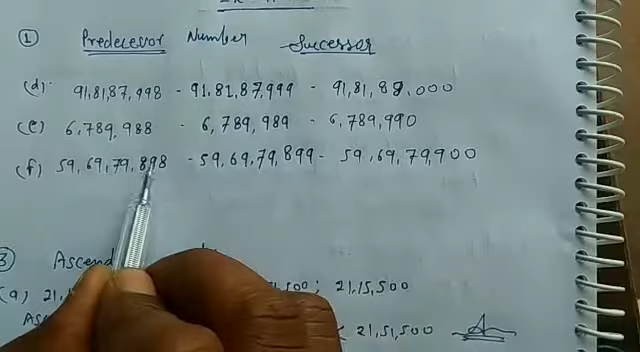 ① Predecessor Number Successor
(d) 91,81,87,998 - 91,81,87,999 - 91,81,88,000
(e) 6,789,988 - 6,789,989 - 6,789,990
(f) 59,69,79,898 - 59,69,79,899 - 59,69,79,900
③
(a) 21, 500 ; 21,15,500
< 21,51,500